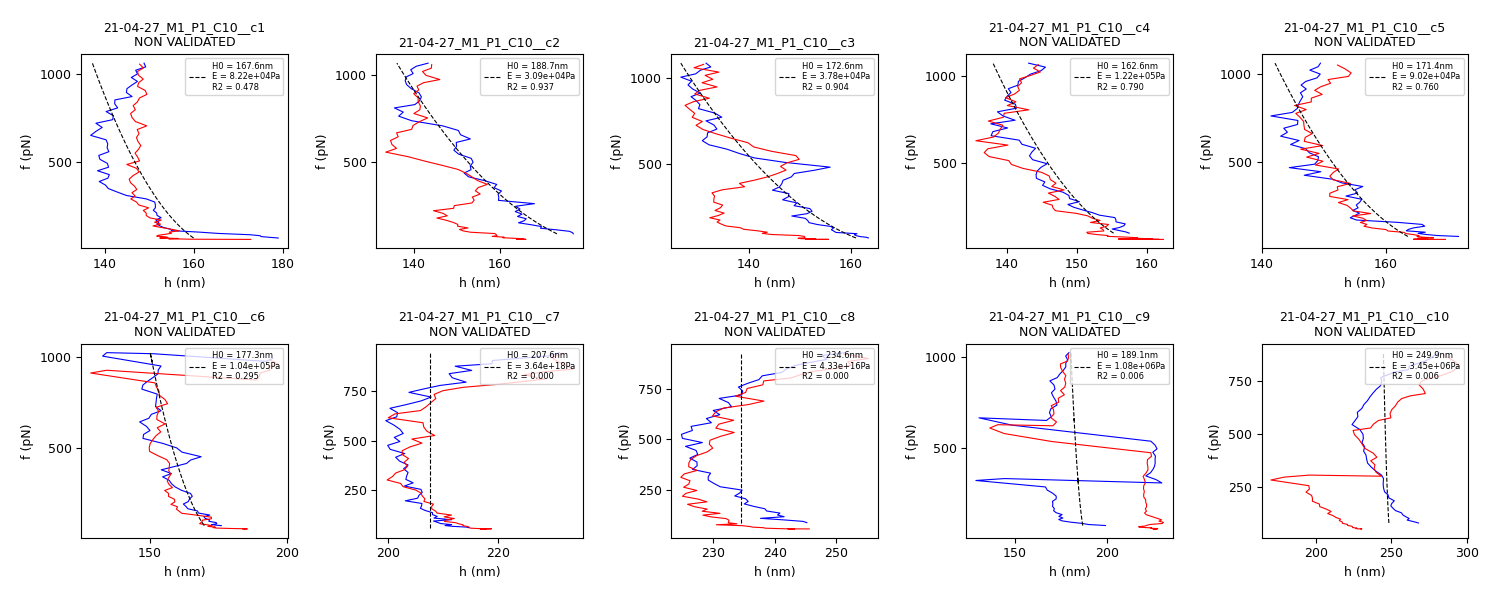 21-04-27_M1_P1_C10__c1
NON VALIDATED
H0 = 167.6nm
E = 8.22e+04Pa
R2 = 0.478
f (pN)
1000
500
140
160
180
h (nm)
21-04-27_M1_P1_C10__c2
H0 = 188.7nm
E = 3.09e+04Pa
R2 = 0.937
f (pN)
1000
500
140
160
h (nm)
21-04-27_M1_P1_C10__c3
H0 = 172.6nm
E = 3.78e+04Pa
R2 = 0.904
f (pN)
1000
500
140
160
h (nm)
21-04-27_M1_P1_C10__c4
NON VALIDATED
H0 = 162.6nm
E = 1.22e+05Pa
R2 = 0.790
f (pN)
1000
500
140
150
160
h (nm)
21-04-27_M1_P1_C10__c5
NON VALIDATED
H0 = 171.4nm
E = 9.02e+04Pa
R2 = 0.760
f (pN)
1000
500
140
160
h (nm)
21-04-27_M1_P1_C10__c6
NON VALIDATED
H0 = 177.3nm
E = 1.04e+05Pa
R2 = 0.295
f (pN)
1000
500
150
200
h (nm)
21-04-27_M1_P1_C10__c7
NON VALIDATED
H0 = 207.6nm
E = 3.64e+18Pa
R2 = 0.000
f (pN)
750
500
250
200
220
h (nm)
21-04-27_M1_P1_C10__c8
NON VALIDATED
H0 = 234.6nm
E = 4.33e+16Pa
R2 = 0.000
f (pN)
750
500
250
230
240
250
h (nm)
21-04-27_M1_P1_C10__c9
NON VALIDATED
H0 = 189.1nm
E = 1.08e+06Pa
R2 = 0.006
f (pN)
1000
500
150
200
h (nm)
21-04-27_M1_P1_C10__c10
NON VALIDATED
H0 = 249.9nm
E = 3.45e+06Pa
R2 = 0.006
f (pN)
750
500
250
200
250
300
h (nm)